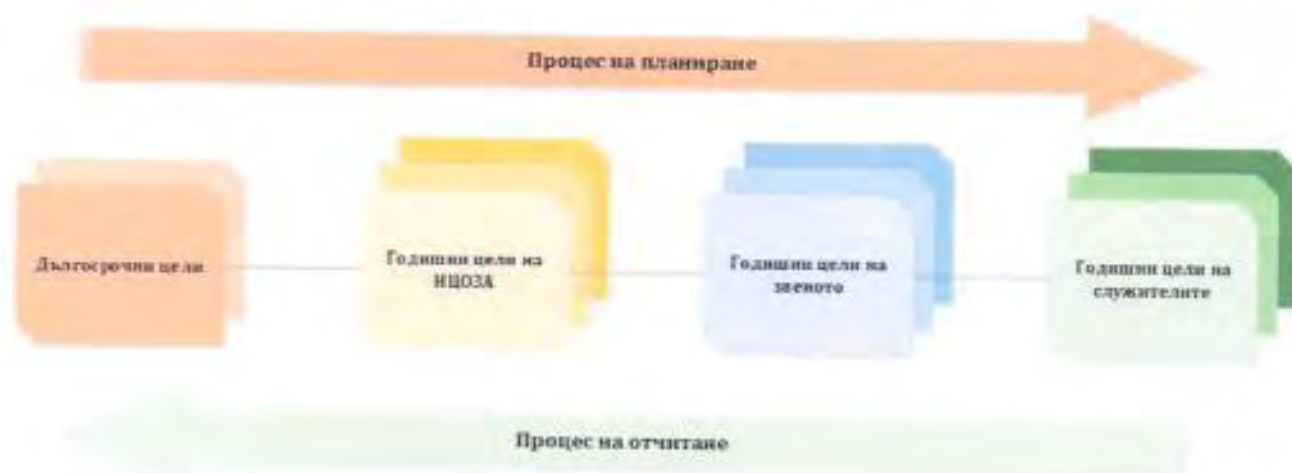 Процес на планиране
Дългосрочни цели
Годишни цели на
НЦОЗА
Годишни цели на
звеното
Годишни цели на
служителите
Процес на отчитане